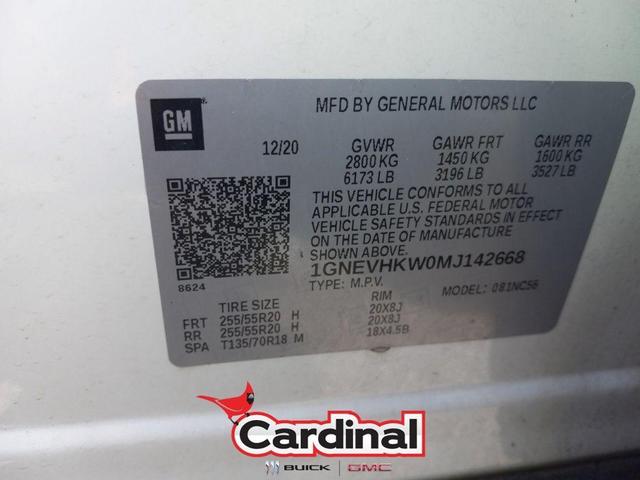 GM
MFD BY GENERAL MOTORS LLC
12/20 GVWR GAWR FRT GAWR RR
2800 KG 1450 KG 1600 KG
6173 LB 3196 LB 3527 LB
THIS VEHICLE CONFORMS TO ALL
APPLICABLE U.S. FEDERAL MOTOR
VEHICLE SAFETY STANDARDS IN EFFECT
ON THE DATE OF MANUFACTURE
SHOWN ABOVE.
1GNEVHKW0MJ142668
8624
TYPE: M.P.V. MODEL: 081NC56
TIRE SIZE RIM
FRT 255/55R20 H 20X8J
RR 255/55R20 H 20X8J
SPA T135/70R18 M 18X4.5B
Cardinal
BUICK | GMC